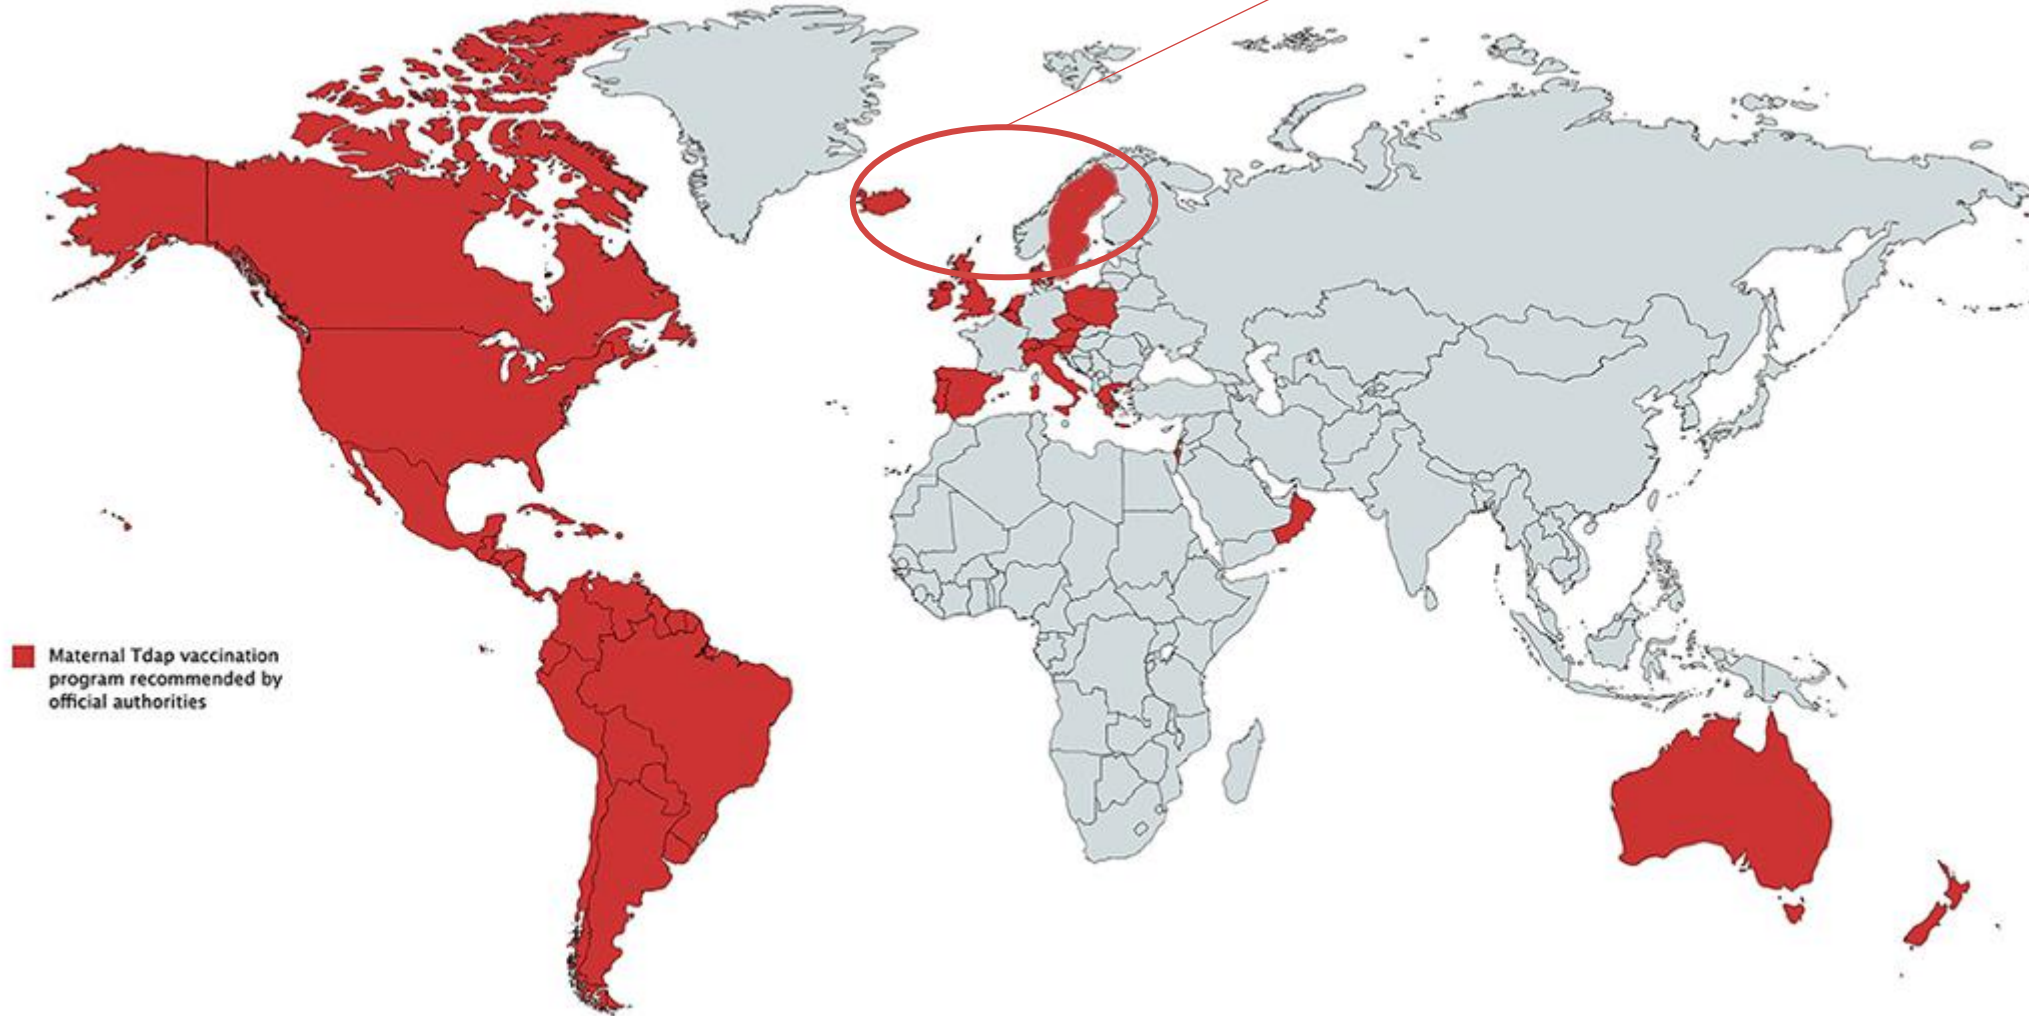 Maternal Tdap vaccination
program recommended by
official authorities